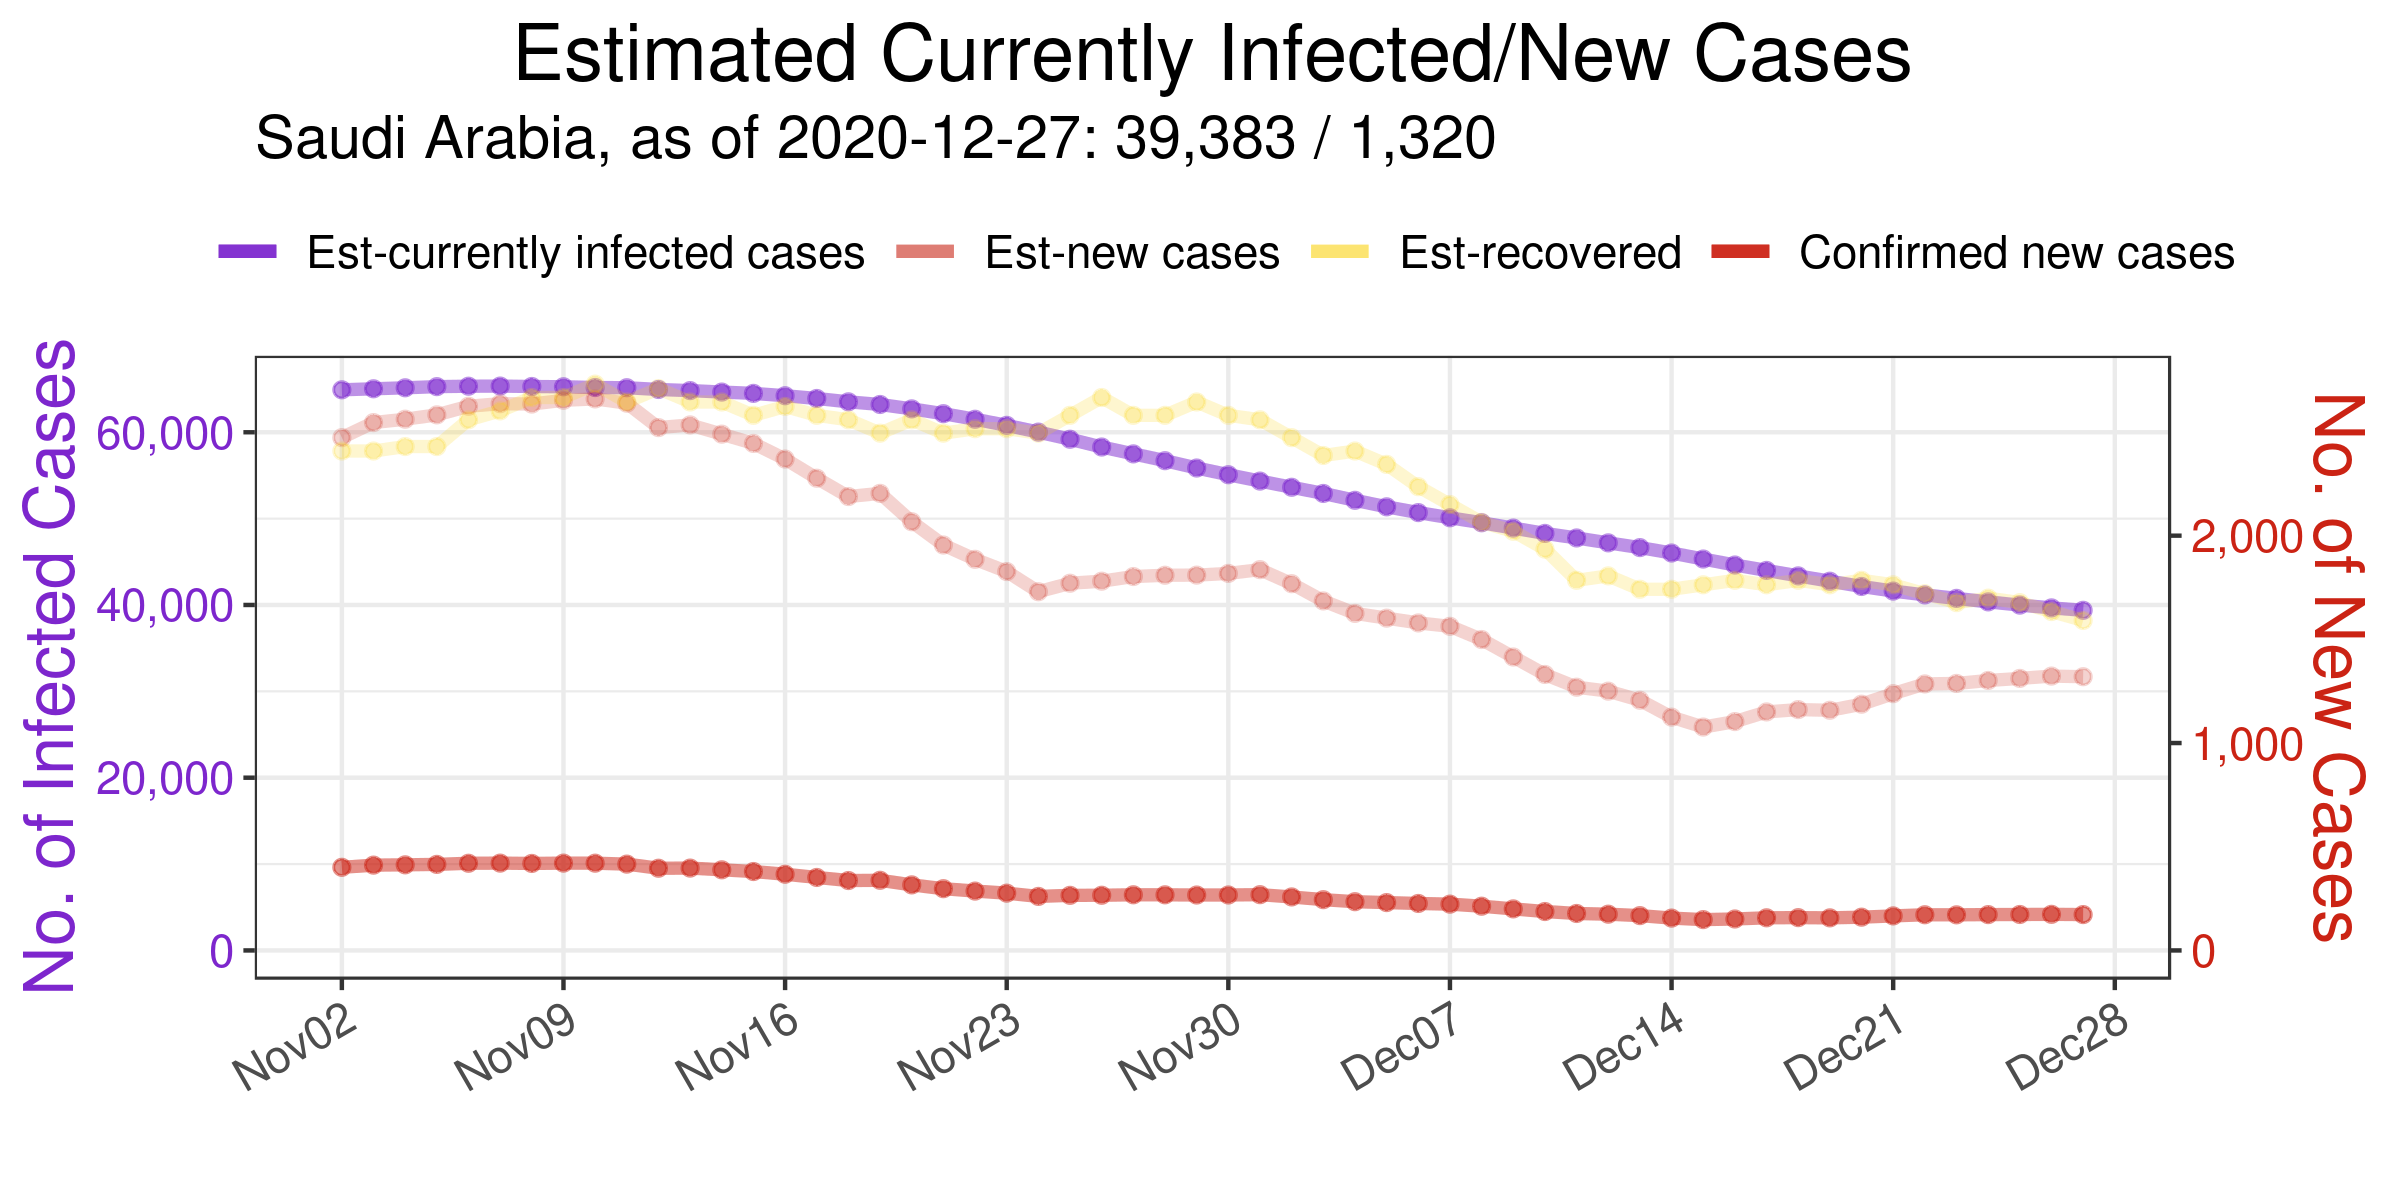 Estimated Currently Infected/New Cases
Saudi Arabia, as of 2020-12-27: 39,383 / 1,320
Est-currently infected cases Est-new cases Est-recovered Confirmed new cases
No. of Infected Cases
60,000
40,000
20,000
0
2,000
1,000
0
No. of New Cases
Nov02 Nov09 Nov16 Nov23 Nov30 Dec07 Dec14 Dec21 Dec28